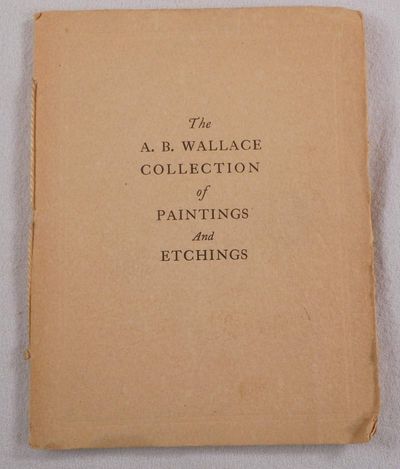 The
A. B. WALLACE
COLLECTION
of
PAINTINGS
And
ETCHINGS